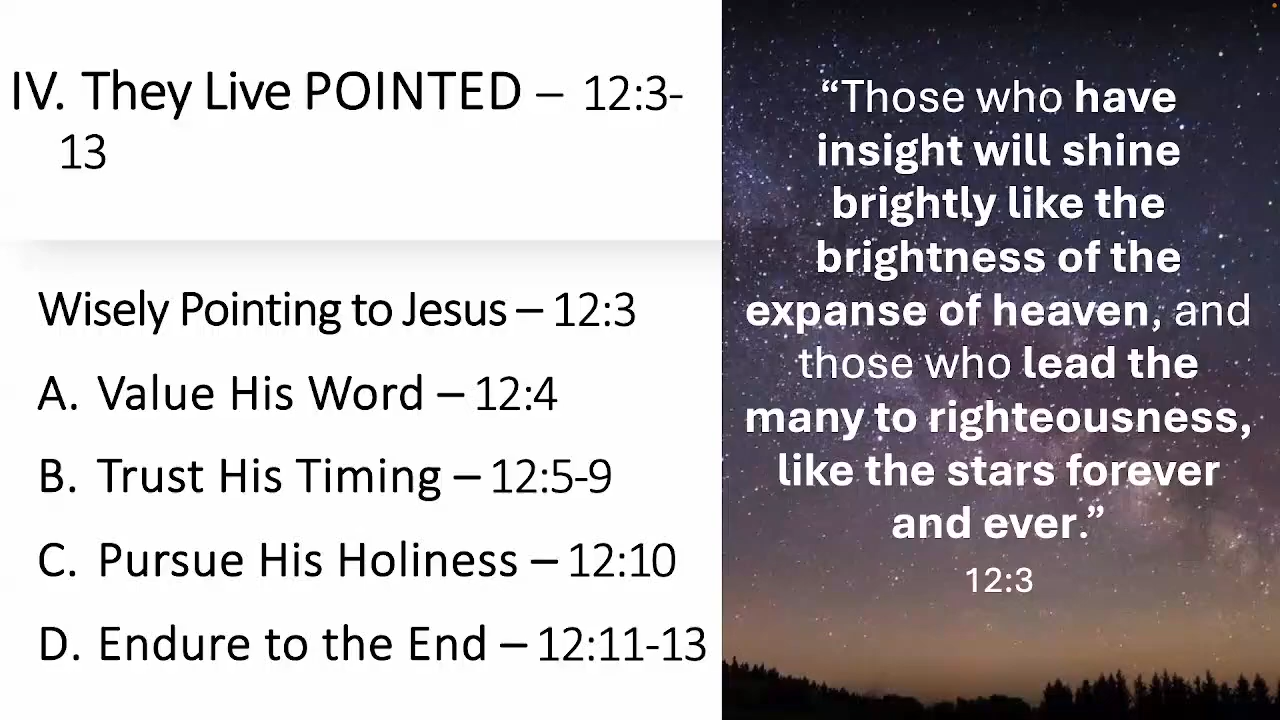 IV. They Live POINTED – 12:3-
13
Wisely Pointing to Jesus – 12:3
A. Value His Word – 12:4
B. Trust His Timing – 12:5-9
C. Pursue His Holiness – 12:10
D. Endure to the End – 12:11-13
“Those who have
insight will shine
brightly like the
brightness of the
expanse of heaven, and
those who lead the
many to righteousness,
like the stars forever
and ever.”
12:3